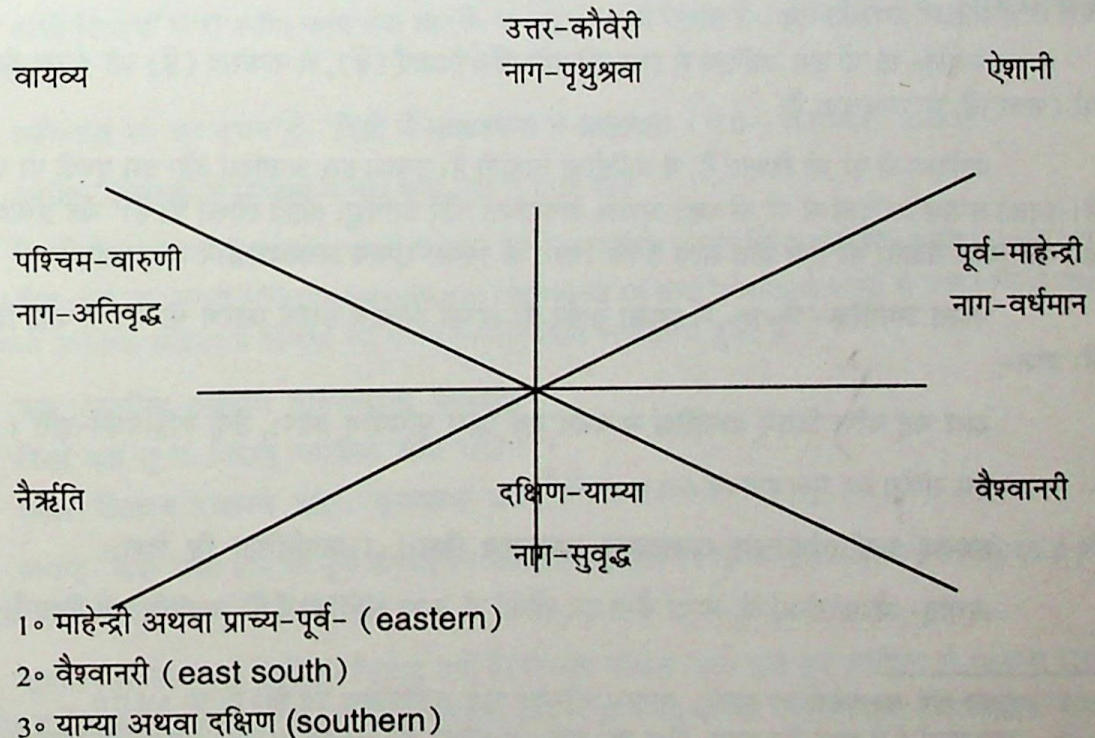 उत्तर-कौवेरी
वायव्य नाग-पृथुश्रवा ऐशानी
पश्चिम-वारुणी पूर्व-माहेन्द्री
नाग-अतिवृद्ध नाग-वर्धमान
नैर्ऋति दक्षिण-याम्या वैश्वानरी
नाग-सुवृद्ध
1॰ माहेन्द्री अथवा प्राच्य-पूर्व- (eastern)
2॰ वैश्वानरी (east south)
3॰ याम्या अथवा दक्षिण (southern)